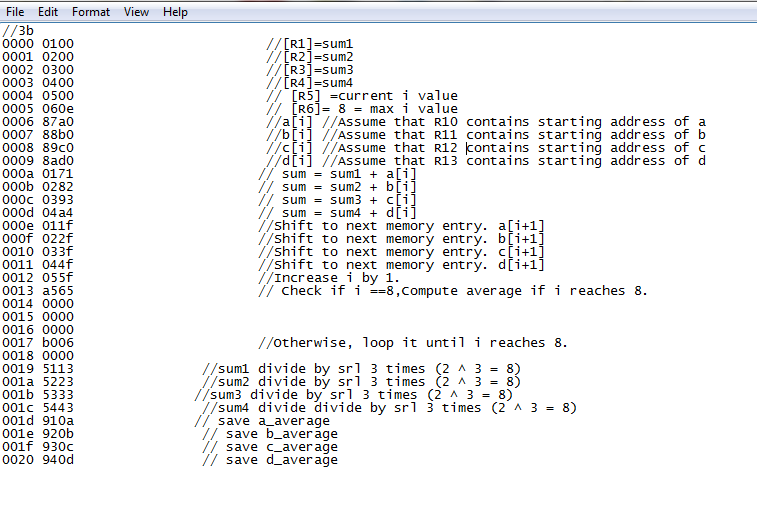 File Edit Format View Help
//3b
0000 0100 //[R1]=sum1
0001 0200 //[R2]=sum2
0002 0300 //[R3]=sum3
0003 0400 //[R4]=sum4
0004 0500 // [R5] =current i value
0005 060e // [R6]= 8 = max i value
0006 87a0 //a[i] //Assume that R10 contains starting address of a
0007 88b0 //b[i] //Assume that R11 contains starting address of b
0008 89c0 //c[i] //Assume that R12 contains starting address of c
0009 8ad0 //d[i] //Assume that R13 contains starting address of d
000a 0171 // sum = sum1 + a[i]
000b 0282 // sum = sum2 + b[i]
000c 0393 // sum = sum3 + c[i]
000d 04a4 // sum = sum4 + d[i]
000e 011f //Shift to next memory entry. a[i+1]
000f 022f //Shift to next memory entry. b[i+1]
0010 033f //Shift to next memory entry. c[i+1]
0011 044f //Shift to next memory entry. d[i+1]
0012 055f //Increase i by 1.
0013 a565 // Check if i ==8,Compute average if i reaches 8.
0014 0000
0015 0000
0016 0000
0017 b006 //Otherwise, loop it until i reaches 8.
0018 0000
0019 5113 //sum1 divide by srl 3 times (2 ^ 3 = 8)
001a 5223 //sum2 divide by srl 3 times (2 ^ 3 = 8)
001b 5333 //sum3 divide by srl 3 times (2 ^ 3 = 8)
001c 5443 //sum4 divide divide by srl 3 times (2 ^ 3 = 8)
001d 910a // save a_average
001e 920b // save b_average
001f 930c // save c_average
0020 940d // save d_average